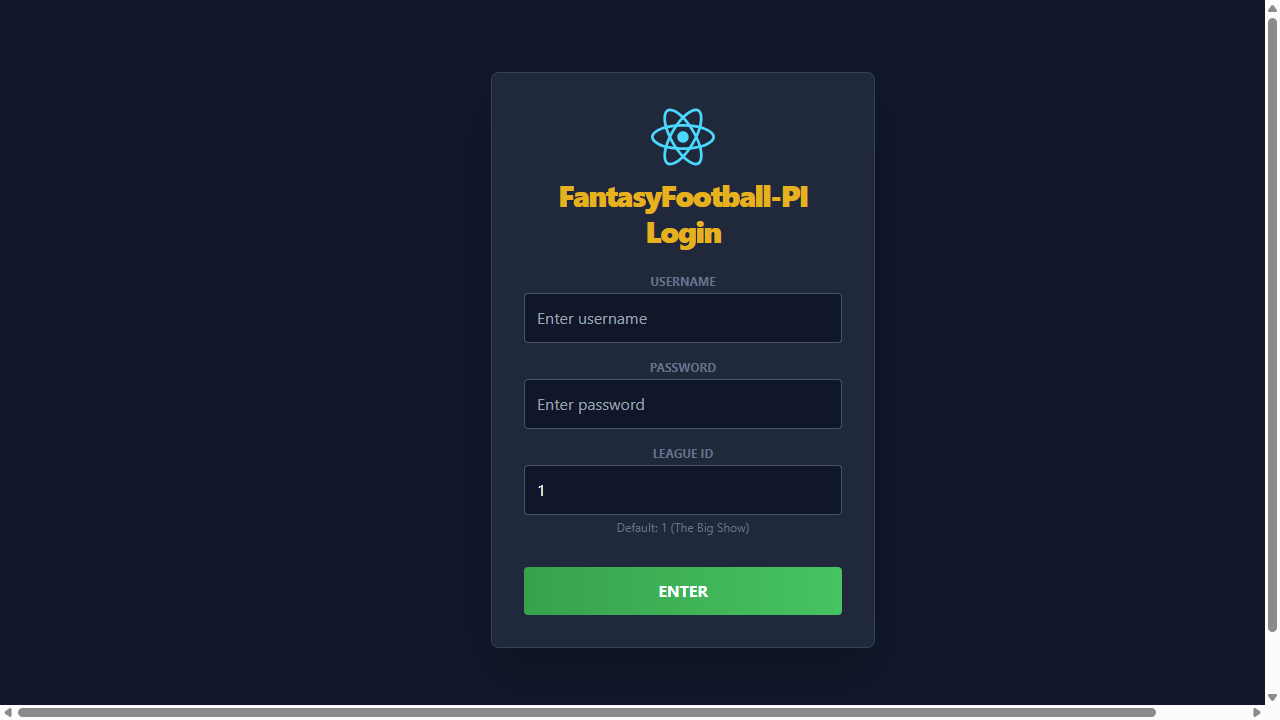 FantasyFootball-PI
Login
USERNAME
Enter username
PASSWORD
Enter password
LEAGUE ID
1
Default: 1 (The Big Show)
ENTER